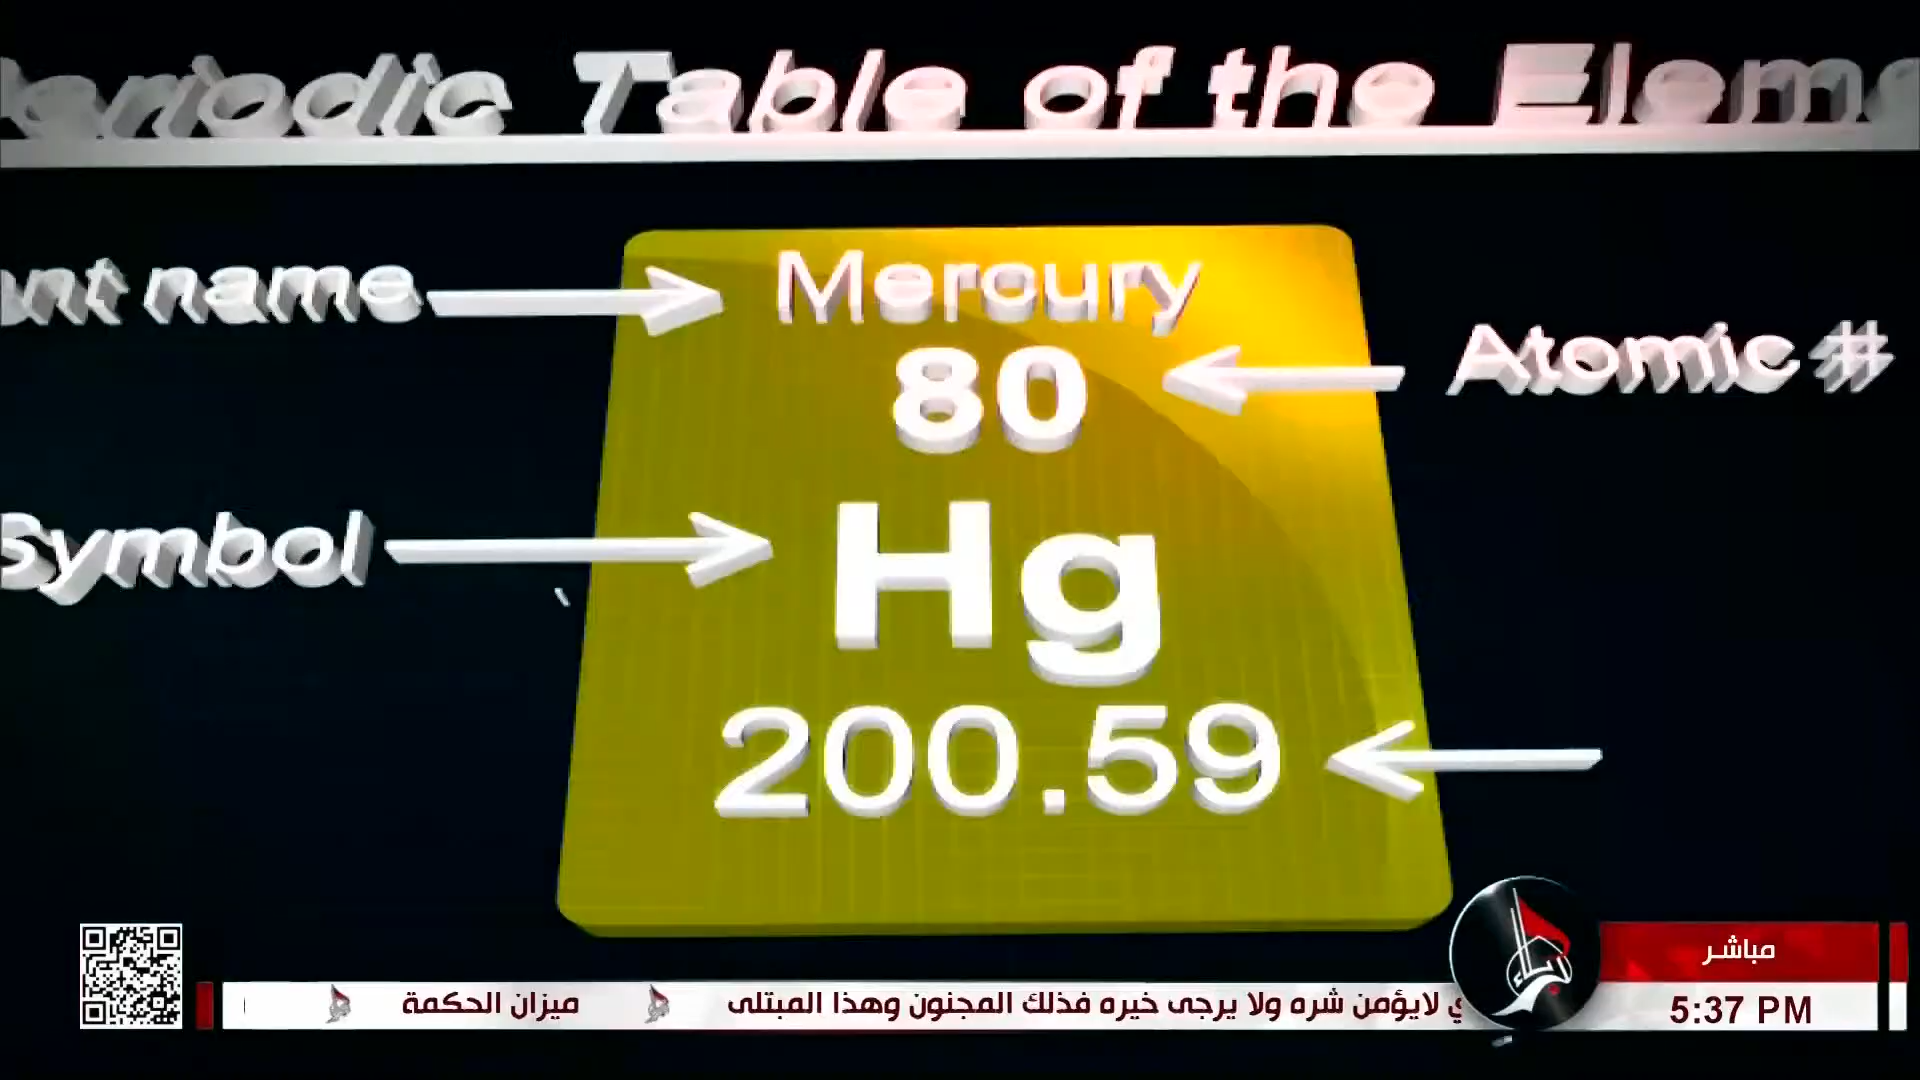 Periodic Table of the Eleme
ent name
Mercury
80
Atomic #
Symbol
Hg
200.59
مباشر
5:37 PM
ي لايؤمن شره ولا يرجى خيره فذلك المجنون وهذا المبتلى
ميزان الحكمة